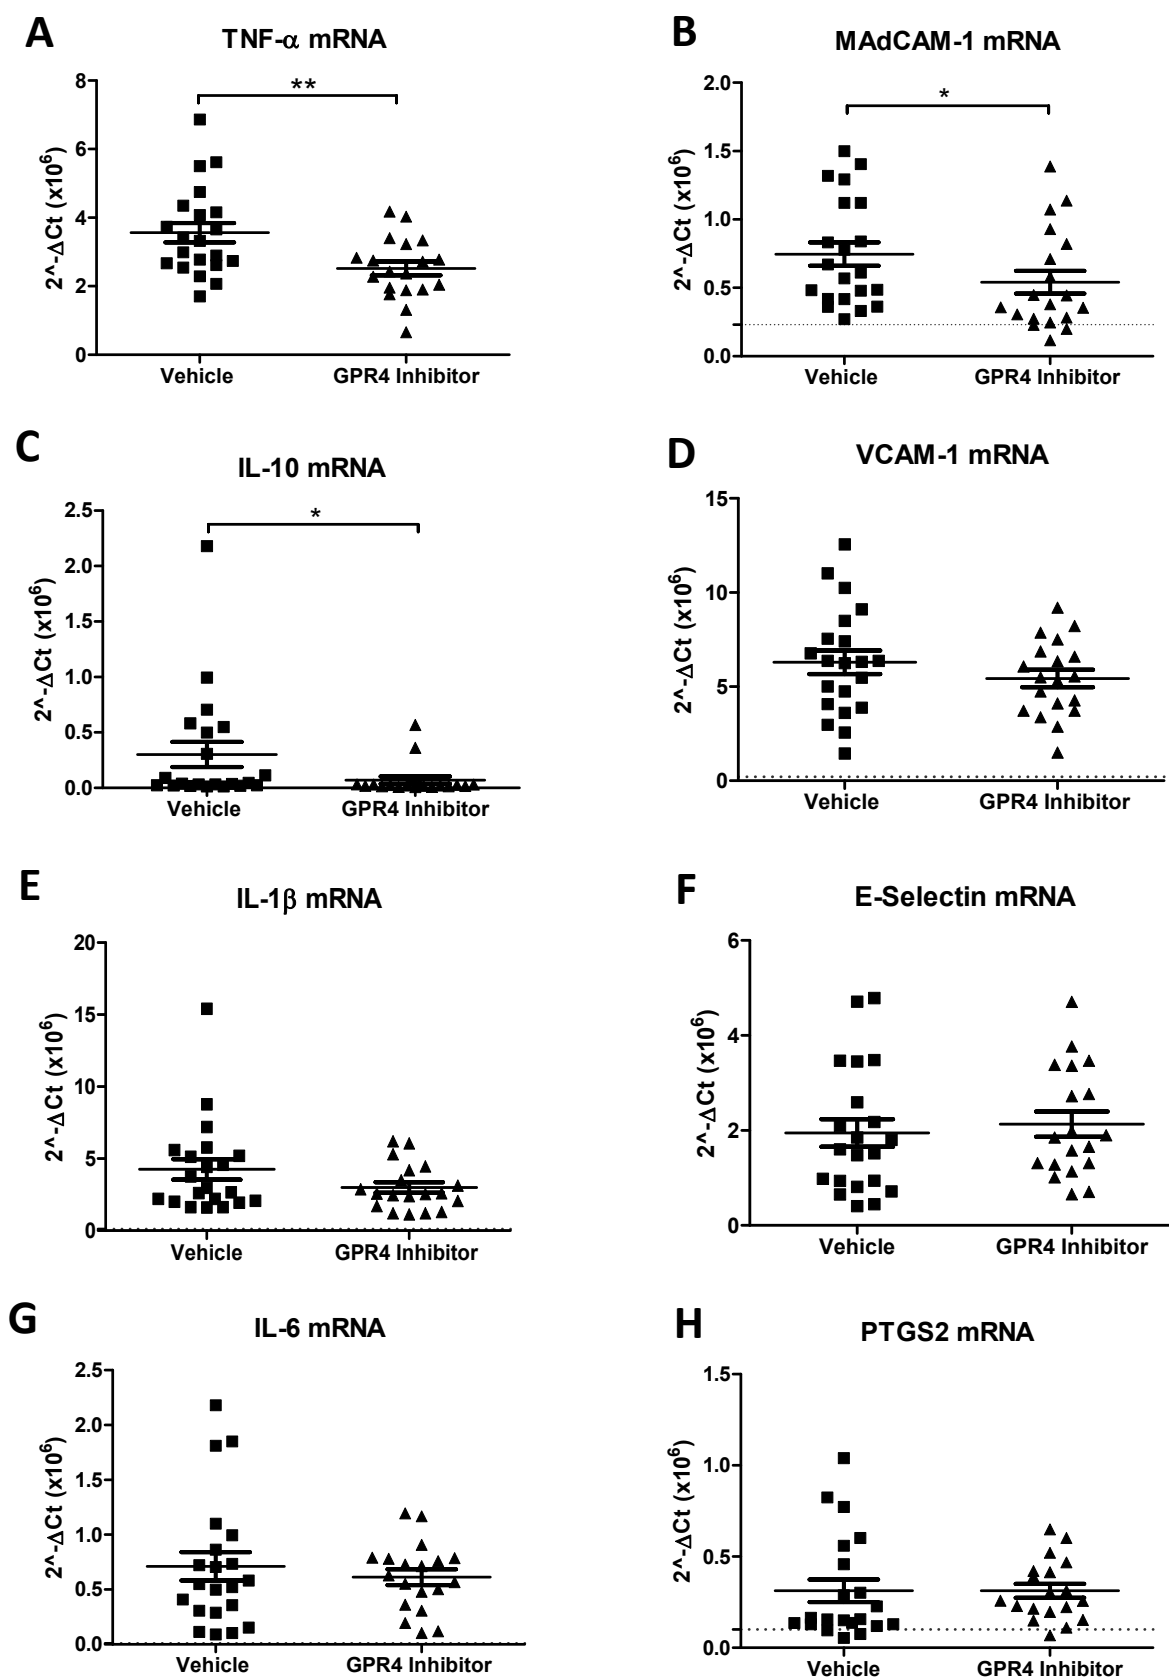 A
TNF-α mRNA
**
8
6
4
2
0
2^-ΔCt (x10⁶)
Vehicle
GPR4 Inhibitor
B
MAdCAM-1 mRNA
*
2.0
1.5
1.0
0.5
0.0
2^-ΔCt (x10⁶)
Vehicle
GPR4 Inhibitor
C
IL-10 mRNA
*
2.5
2.0
1.5
1.0
0.5
0.0
2^-ΔCt (x10⁶)
Vehicle
GPR4 Inhibitor
D
VCAM-1 mRNA
15
10
5
0
2^-ΔCt (x10⁶)
Vehicle
GPR4 Inhibitor
E
IL-1β mRNA
20
15
10
5
0
2^-ΔCt (x10⁶)
Vehicle
GPR4 Inhibitor
F
E-Selectin mRNA
6
4
2
0
2^-ΔCt (x10⁶)
Vehicle
GPR4 Inhibitor
G
IL-6 mRNA
2.5
2.0
1.5
1.0
0.5
0.0
2^-ΔCt (x10⁶)
Vehicle
GPR4 Inhibitor
H
PTGS2 mRNA
1.5
1.0
0.5
0.0
2^-ΔCt (x10⁶)
Vehicle
GPR4 Inhibitor